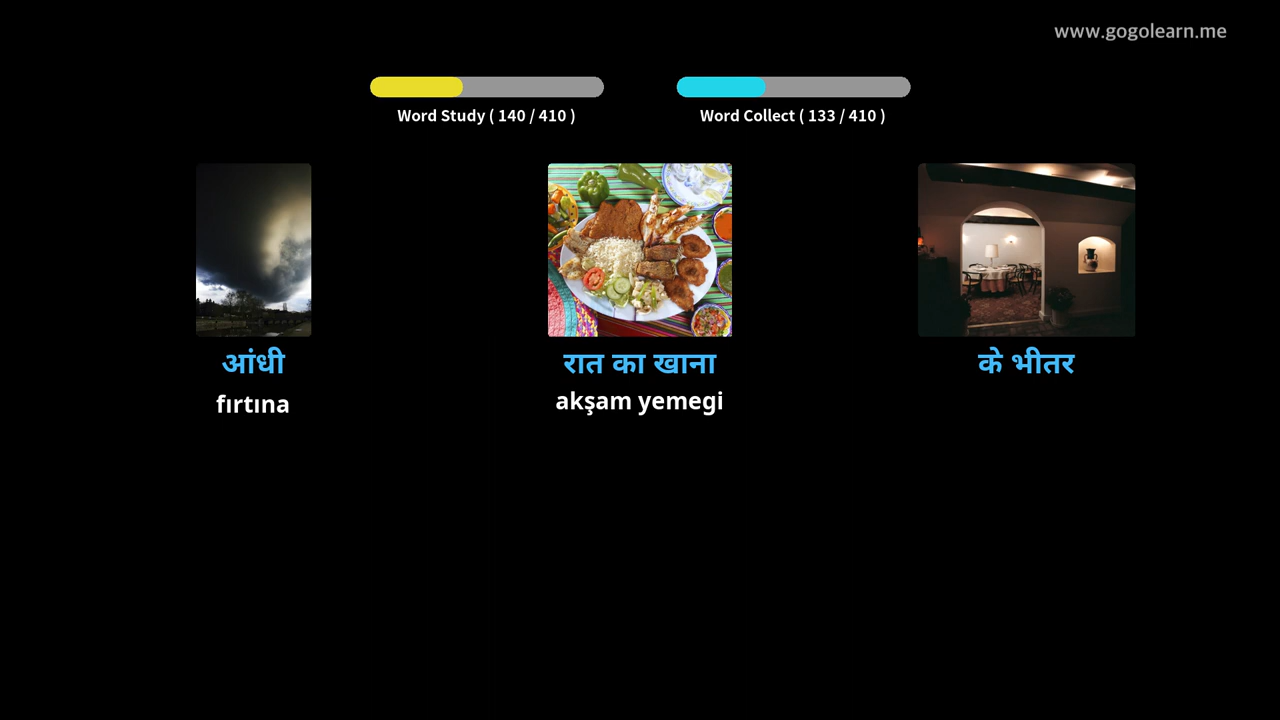 www.gogolearn.me
Word Study ( 140 / 410 )
Word Collect ( 133 / 410 )
आंधी
रात का खाना
के भीतर
fırtına
akşam yemegi